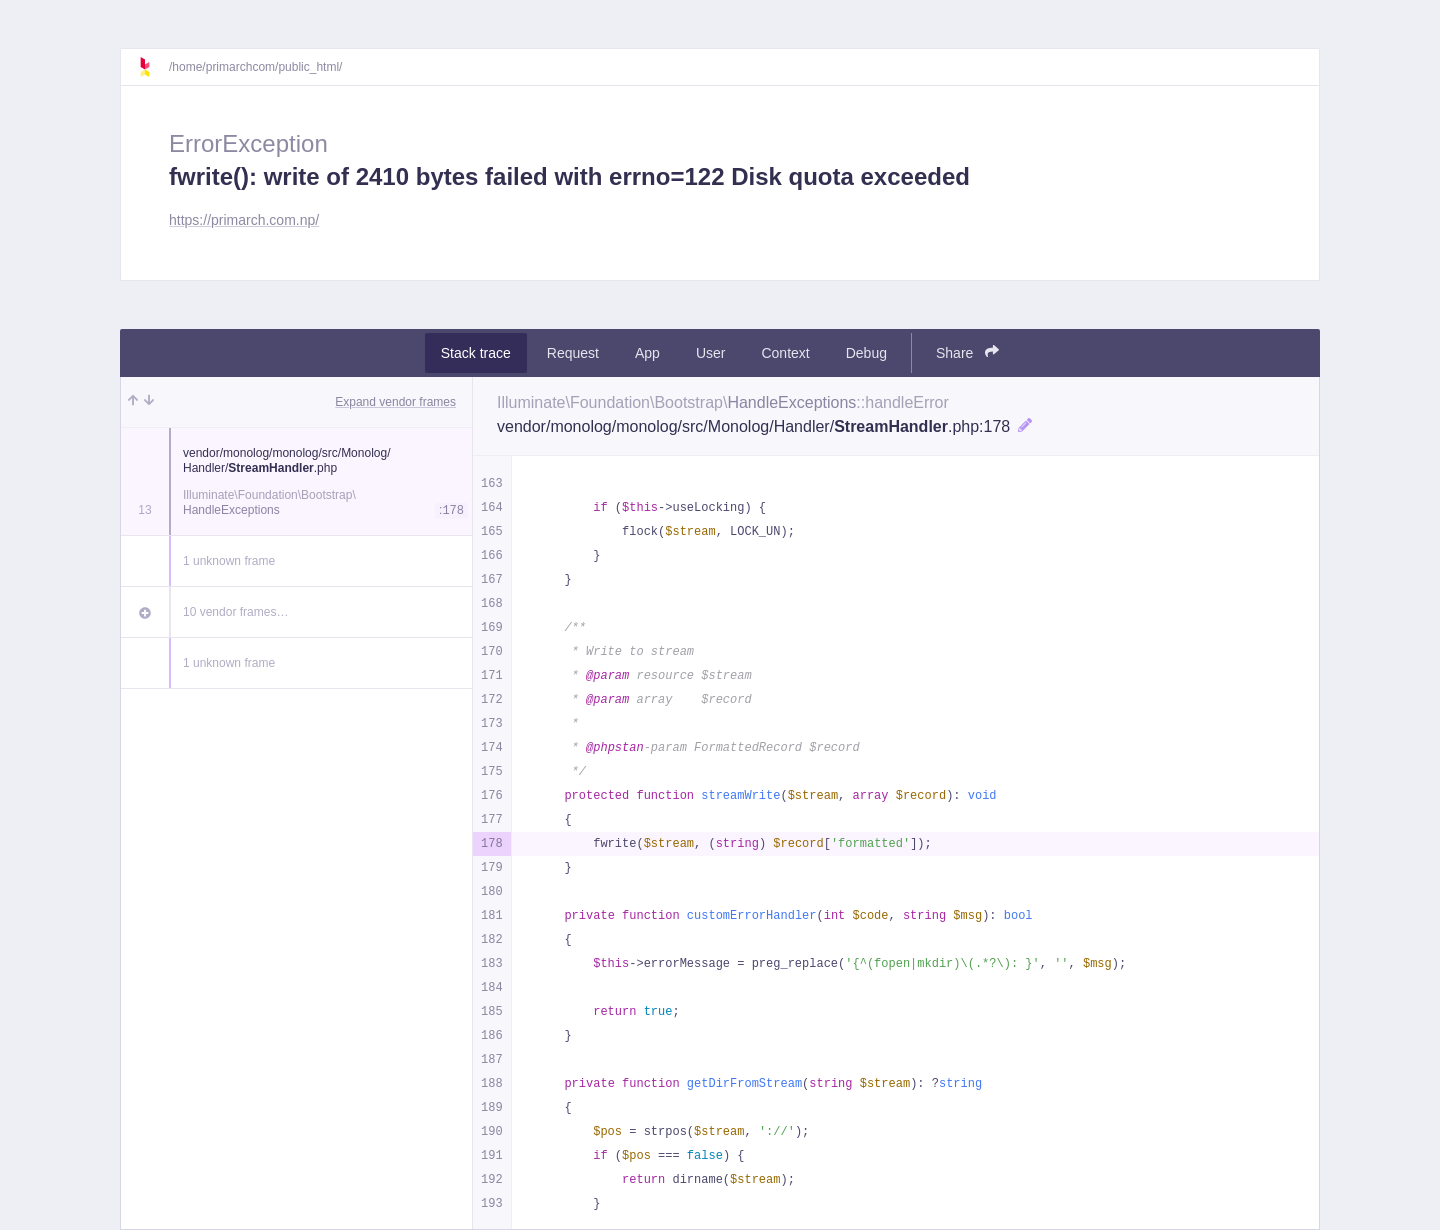 /home/primarchcom/public_html/
ErrorException
fwrite(): write of 2410 bytes failed with errno=122 Disk quota exceeded
https://primarch.com.np/
Stack trace Request App User Context Debug Share
Expand vendor frames
vendor/monolog/monolog/src/Monolog/
Handler/StreamHandler.php
Illuminate\Foundation\Bootstrap\
13 HandleExceptions :178
1 unknown frame
10 vendor frames…
1 unknown frame
Illuminate\Foundation\Bootstrap\HandleExceptions::handleError
vendor/monolog/monolog/src/Monolog/Handler/StreamHandler.php:178
163
164         if ($this->useLocking) {
165             flock($stream, LOCK_UN);
166         }
167     }
168
169     /**
170      * Write to stream
171      * @param resource $stream
172      * @param array    $record
173      *
174      * @phpstan-param FormattedRecord $record
175      */
176     protected function streamWrite($stream, array $record): void
177     {
178         fwrite($stream, (string) $record['formatted']);
179     }
180
181     private function customErrorHandler(int $code, string $msg): bool
182     {
183         $this->errorMessage = preg_replace('{^(fopen|mkdir)\(.*?\): }', '', $msg);
184
185         return true;
186     }
187
188     private function getDirFromStream(string $stream): ?string
189     {
190         $pos = strpos($stream, '://');
191         if ($pos === false) {
192             return dirname($stream);
193         }